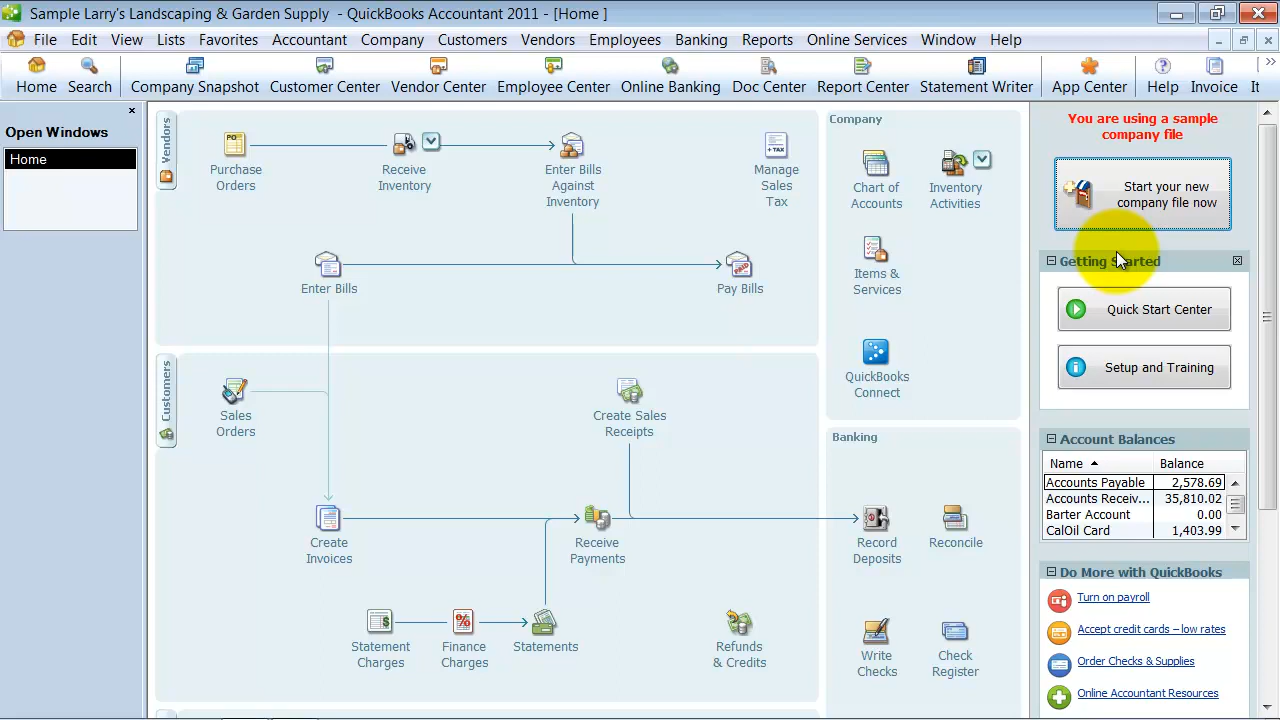 Sample Larry's Landscaping & Garden Supply - QuickBooks Accountant 2011 - [Home ]
File Edit View Lists Favorites Accountant Company Customers Vendors Employees Banking Reports Online Services Window Help
Home Search Company Snapshot Customer Center Vendor Center Employee Center Online Banking Doc Center Report Center Statement Writer App Center Help Invoice
Open Windows
Home
Vendors
PO
Purchase
Orders
Receive
Inventory
Enter Bills
Against
Inventory
+ TAX
Manage
Sales
Tax
Enter Bills
PAID
Pay Bills
Customers
Sales
Orders
Create Sales
Receipts
Create
Invoices
Receive
Payments
Statement
Charges
Finance
Charges
Statements
Refunds
& Credits
Company
Chart of
Accounts
Inventory
Activities
Items &
Services
QuickBooks
Connect
Banking
Record
Deposits
Reconcile
Write
Checks
Check
Register
You are using a sample
company file
Start your new
company file now
Getting Started
Quick Start Center
Setup and Training
Account Balances
Name Balance
Accounts Payable 2,578.69
Accounts Receiv... 35,810.02
Barter Account 0.00
CalOil Card 1,403.99
Do More with QuickBooks
Turn on payroll
Accept credit cards – low rates
Order Checks & Supplies
Online Accountant Resources